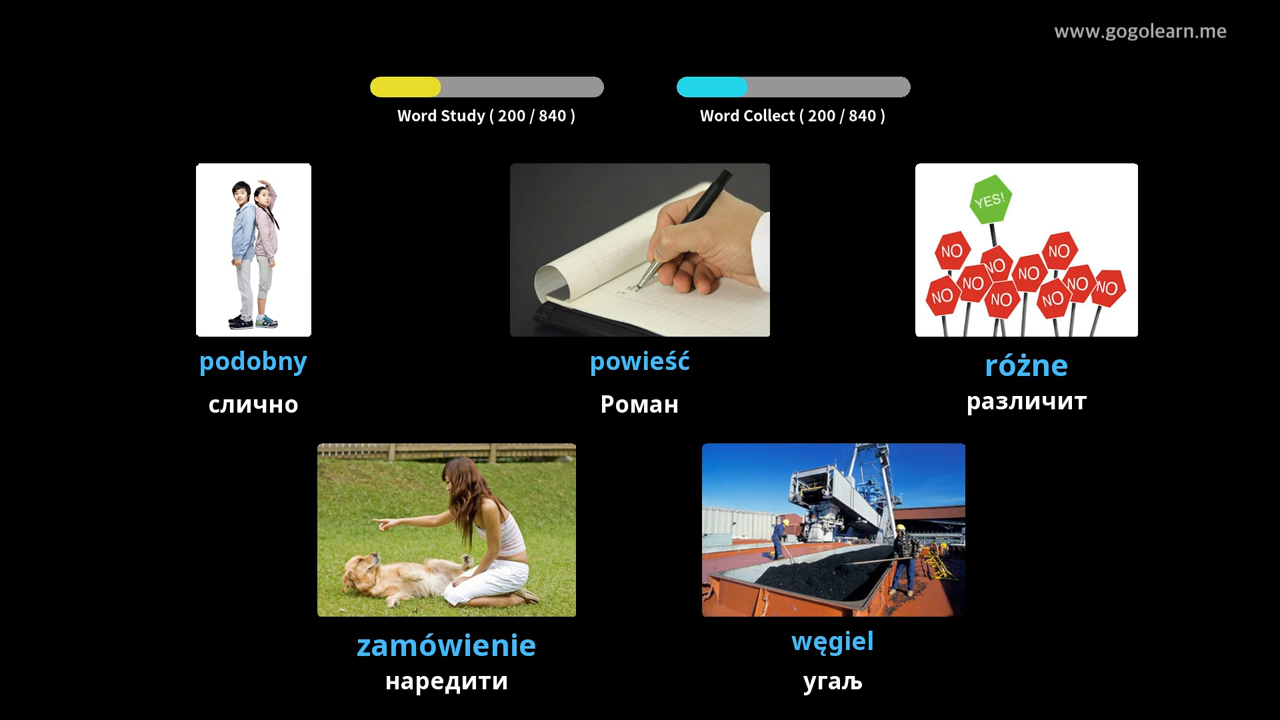 www.gogolearn.me
Word Study ( 200 / 840 )
Word Collect ( 200 / 840 )
YES!
NO
NO
NO
NO
NO
NO
NO
NO
NO
NO
podobny
powieść
różne
слично
Роман
различит
zamówienie
węgiel
наредити
угаљ